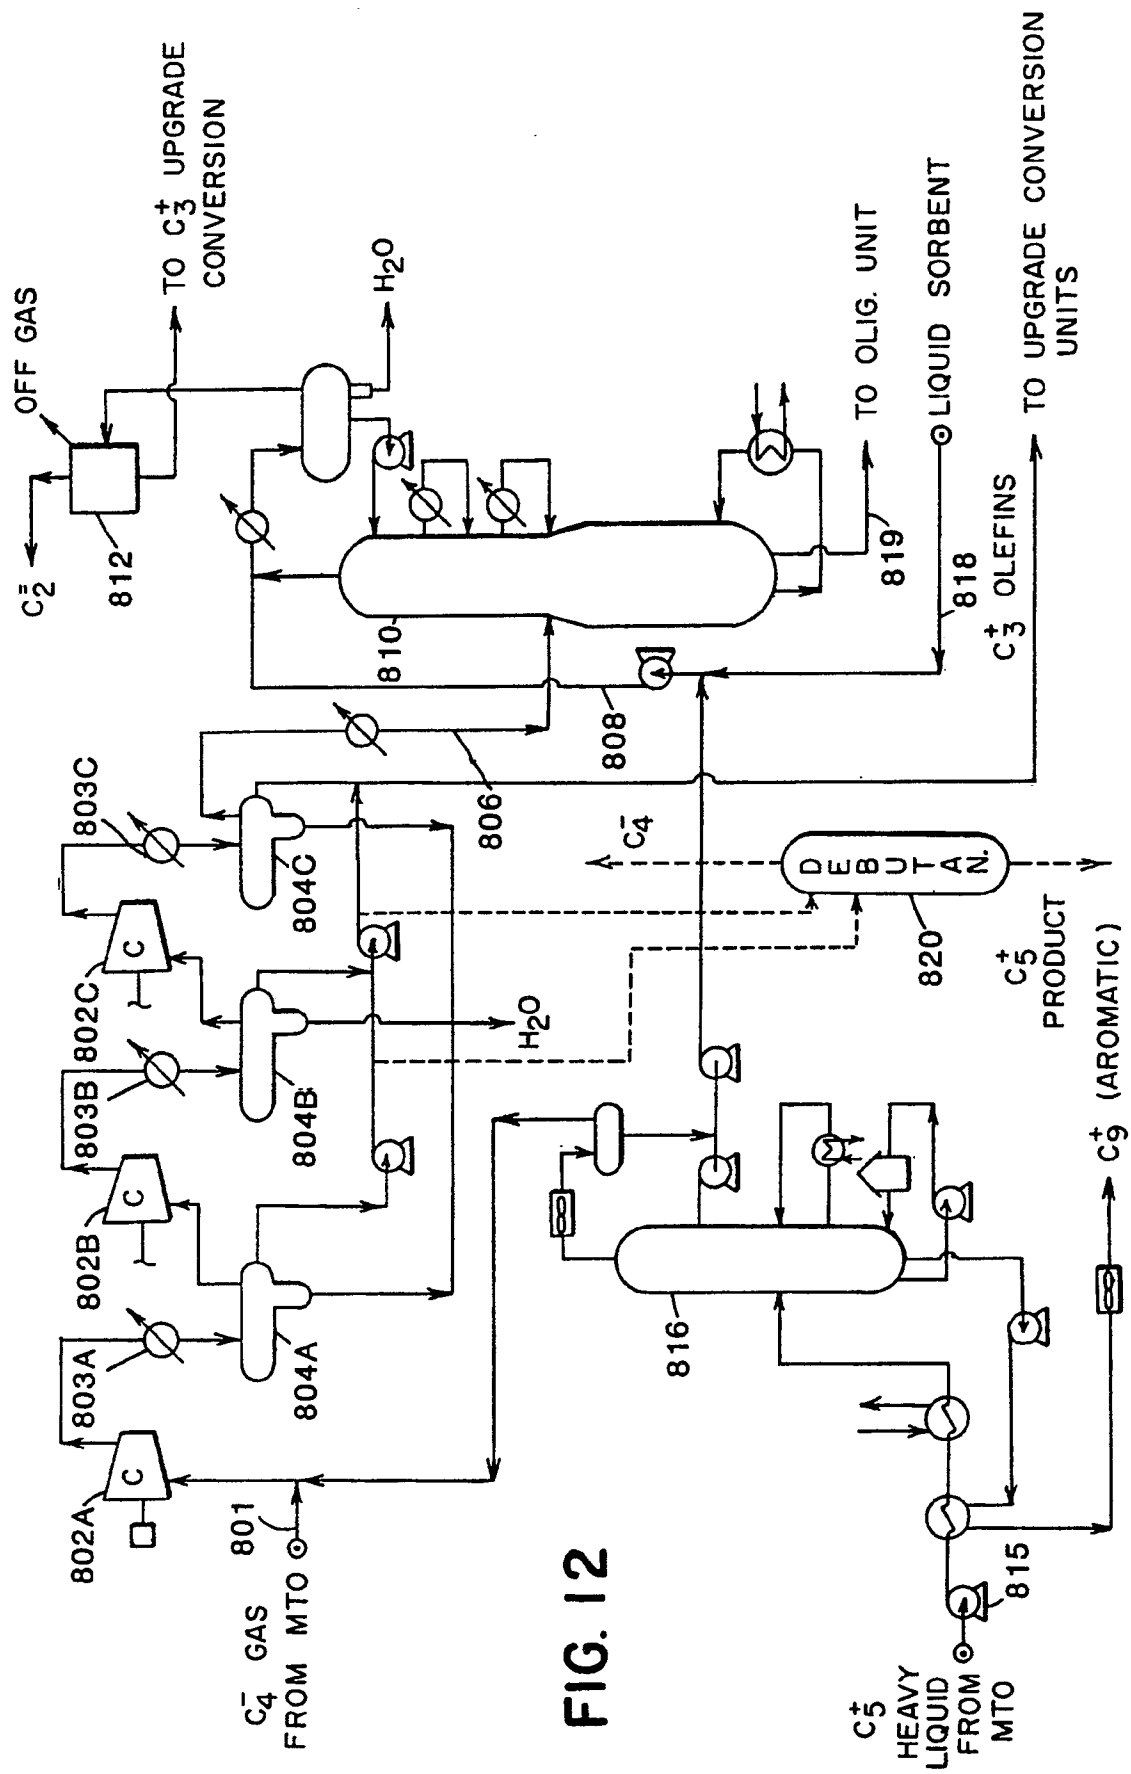 C₄⁻ GAS
FROM MTO
801
802A
C
803A
804A
802B
C
803B
804B
H₂O
802C
C
803C
804C
806
808
810
C₂⁼
812
OFF GAS
TO C₃⁺ UPGRADE
CONVERSION
H₂O
819
TO OLIG. UNIT
818
LIQUID SORBENT
C₃⁺ OLEFINS
TO UPGRADE CONVERSION
UNITS
C₄⁻
DEBUTAN.
820
C₅⁺
PRODUCT
816
C₅⁺
HEAVY
LIQUID
FROM
MTO
815
C₉⁺ (AROMATIC)
FIG. 12